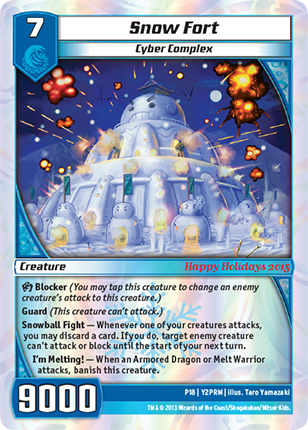 7
Snow Fort
Cyber Complex
Creature
Happy Holidays 2013
Blocker (You may tap this creature to change an enemy
creature's attack to this creature.)
Guard (This creature can't attack.)
Snowball Fight — Whenever one of your creatures attacks,
you may discard a card. If you do, target enemy creature
can't attack or block until the start of your next turn.
I'm Melting! — When an Armored Dragon or Melt Warrior
attacks, banish this creature.
9000
P18 | Y2PRM | illus. Taro Yamazaki
TM & © 2013 Wizards of the Coast/Shogakukan/Mitsui-Kids.